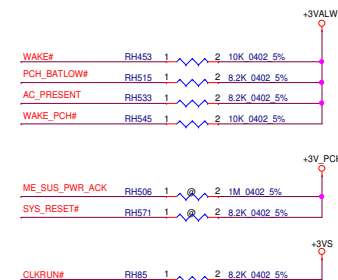 +3VALW
WAKE# RH453 1 2 10K_0402_5%
PCH_BATLOW# RH515 1 2 8.2K_0402_5%
AC_PRESENT RH533 1 2 8.2K_0402_5%
WAKE_PCH# RH545 1 2 10K_0402_5%
+3V_PCH
ME_SUS_PWR_ACK RH506 1 @ 2 1M_0402_5%
SYS_RESET# RH571 1 @ 2 8.2K_0402_5%
+3VS
CLKRUN# RH85 1 2 8.2K_0402_5%